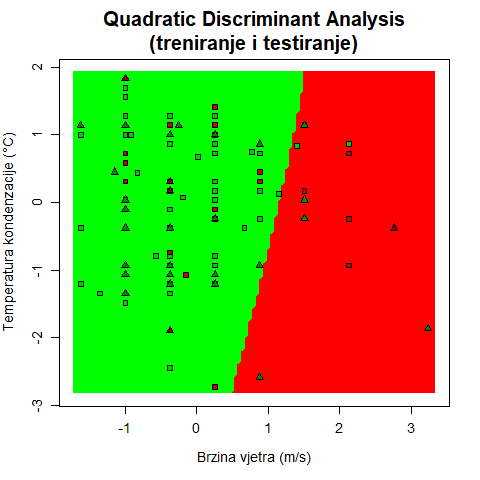 Quadratic Discriminant Analysis
(treniranje i testiranje)
Temperatura kondenzacije (°C)
2
1
0
-1
-2
-3
-1
0
1
2
3
Brzina vjetra (m/s)